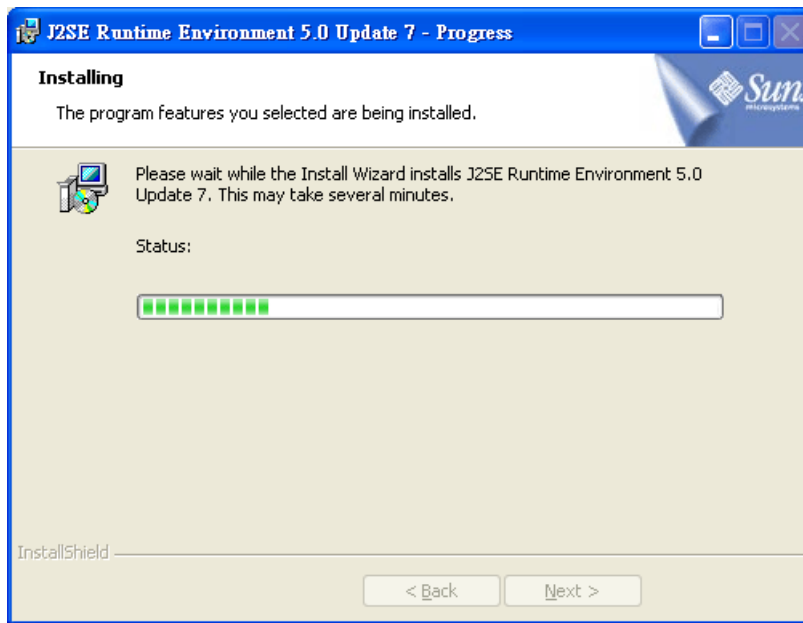 J2SE Runtime Environment 5.0 Update 7 - Progress
Installing
The program features you selected are being installed.
Sun
microsystems
Please wait while the Install Wizard installs J2SE Runtime Environment 5.0
Update 7. This may take several minutes.
Status:
InstallShield
< Back
Next >